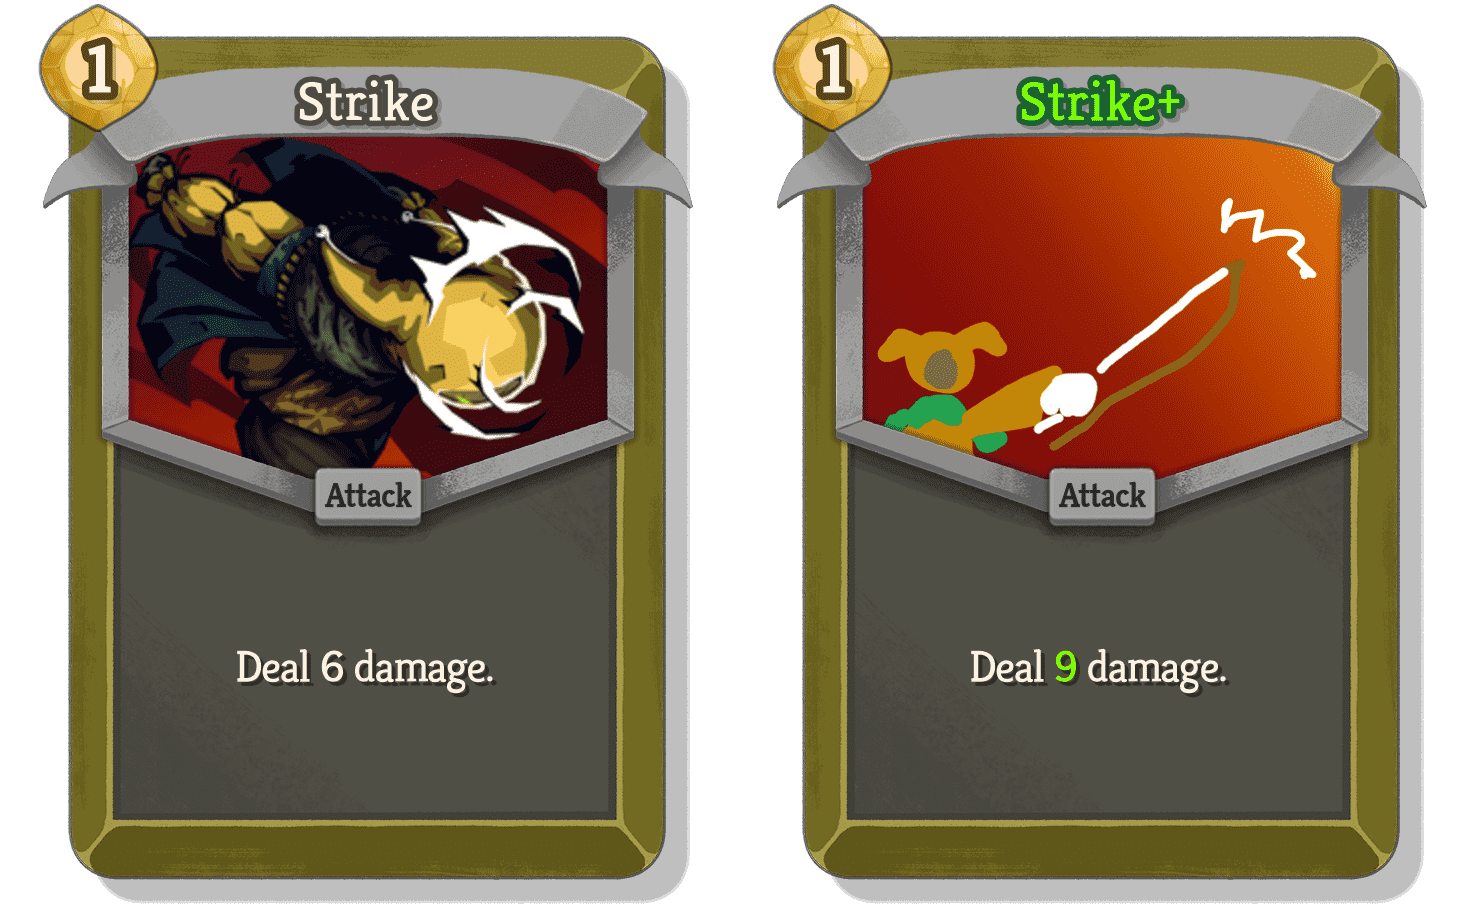 1
Strike
Attack
Deal 6 damage.
1
Strike+
Attack
Deal 9 damage.